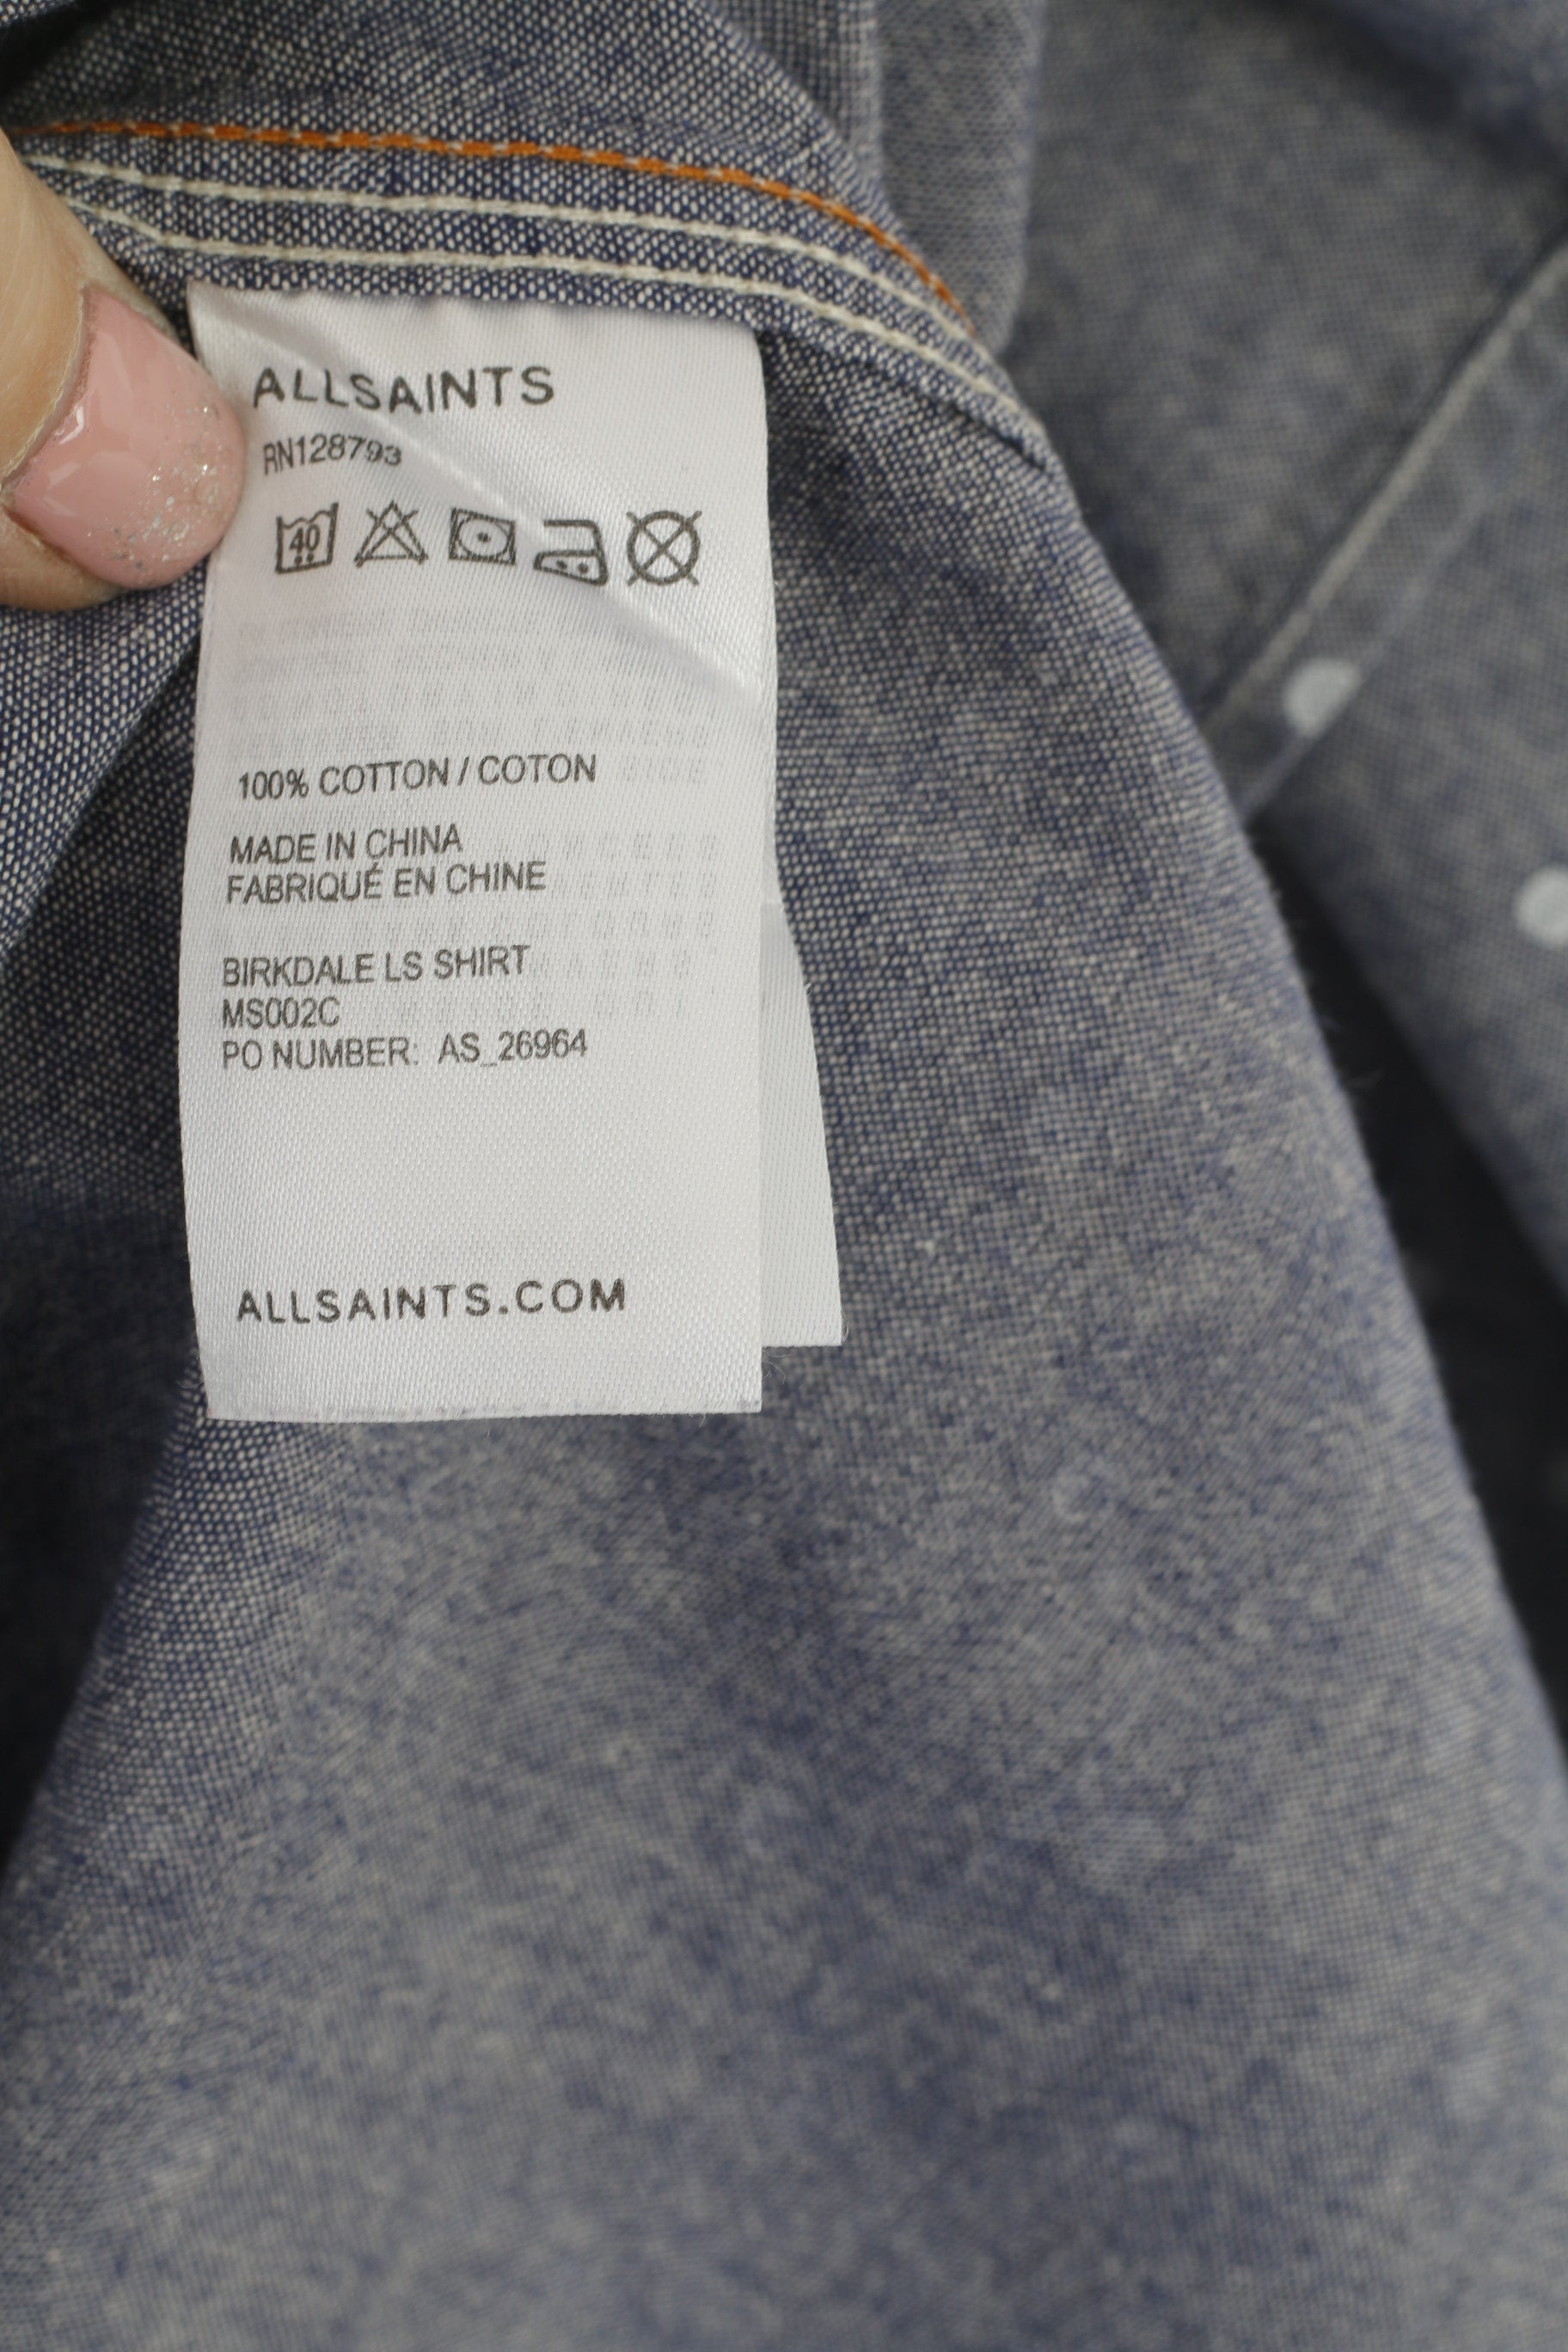 ALLSAINTS
RN128793
40
100% COTTON / COTON
MADE IN CHINA
FABRIQUÉ EN CHINE
BIRKDALE LS SHIRT
MS002C
PO NUMBER: AS_26964
ALLSAINTS.COM